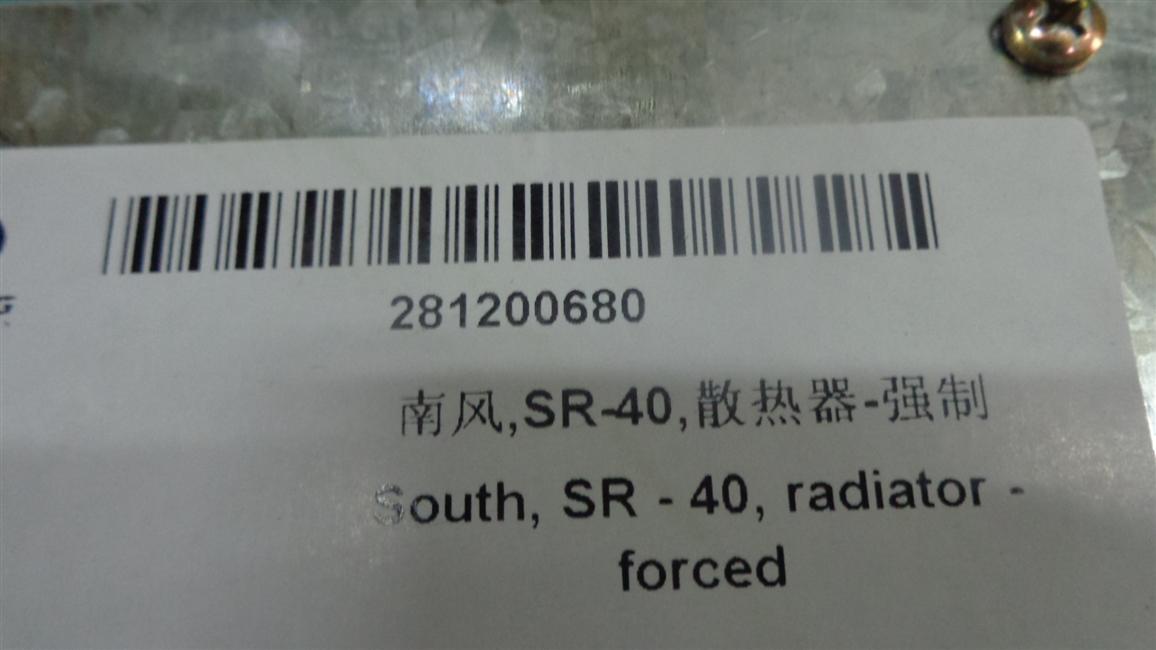 281200680
南风,SR-40,散热器-强制
South, SR - 40, radiator -
forced